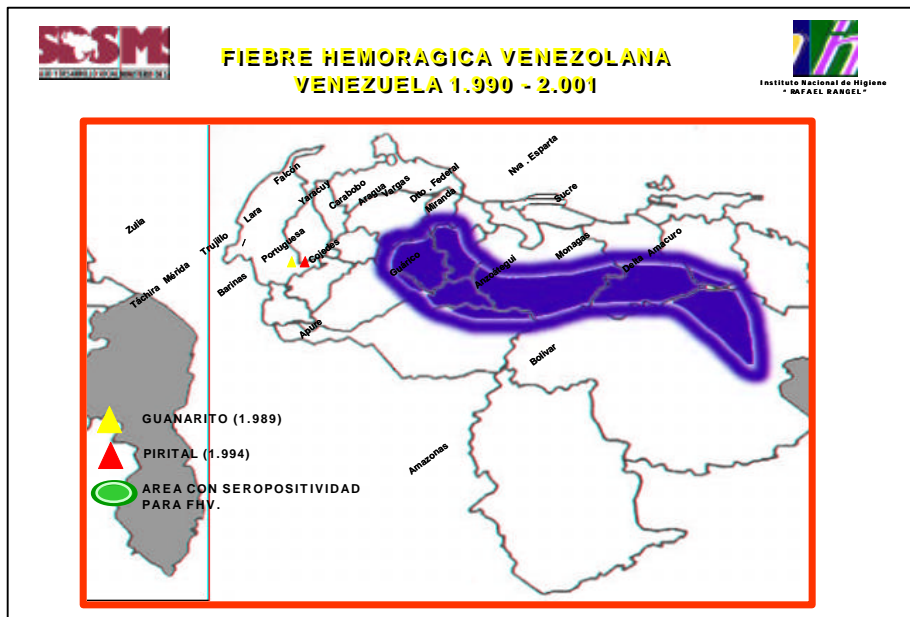 SDSMS
FIEBRE HEMORAGICA VENEZOLANA
VENEZUELA 1.990 - 2.001
Instituto Nacional de Higiene
" RAFAEL RANGEL"
Nva . Esparta
Falcón
Yaracuy
Carabobo
Aragua
Vargas
Dtto . Federal
Miranda
Sucre
Zulia
Lara
Trujillo
Mérida
Táchira
Portuguesa
Cojedes
Barinas
Guárico
Anzoátegui
Monagas
Delta Amacuro
Apure
Bolívar
Amazonas
GUANARITO (1.989)
PIRITAL (1.994)
AREA CON SEROPOSITIVIDAD
PARA FHV.